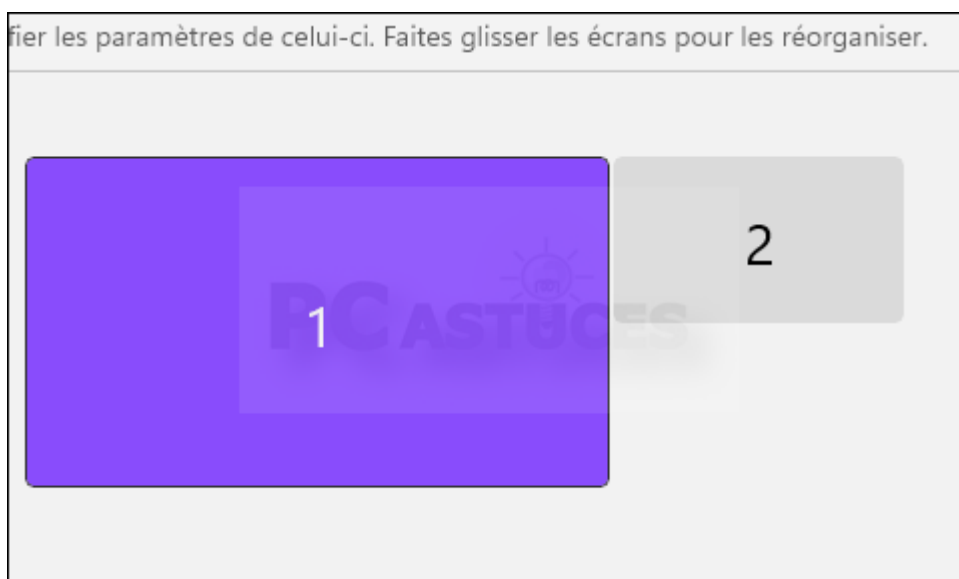 fier les paramètres de celui-ci. Faites glisser les écrans pour les réorganiser.
2
1
PC ASTUCES